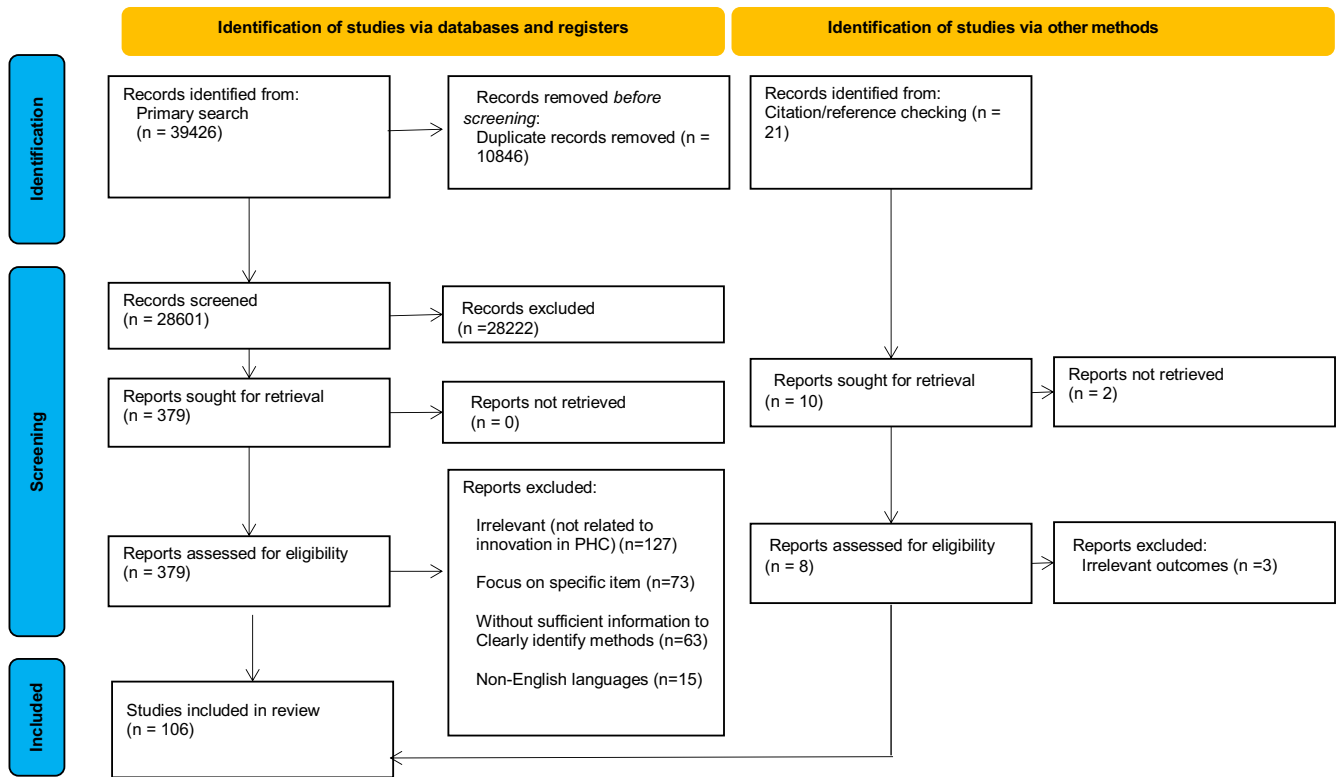 Identification of studies via databases and registers
Identification of studies via other methods
Identification
Records identified from:
Primary search
(n = 39426)
Records removed before
screening:
Duplicate records removed (n =
10846)
Records identified from:
Citation/reference checking (n =
21)
Screening
Records screened
(n = 28601)
Records excluded
(n =28222)
Reports sought for retrieval
(n = 379)
Reports not retrieved
(n = 0)
Reports sought for retrieval
(n = 10)
Reports not retrieved
(n = 2)
Reports assessed for eligibility
(n = 379)
Reports excluded:
Irrelevant (not related to
innovation in PHC) (n=127)
Focus on specific item (n=73)
Without sufficient information to
Clearly identify methods (n=63)
Non-English languages (n=15)
Reports assessed for eligibility
(n = 8)
Reports excluded:
Irrelevant outcomes (n =3)
Included
Studies included in review
(n = 106)